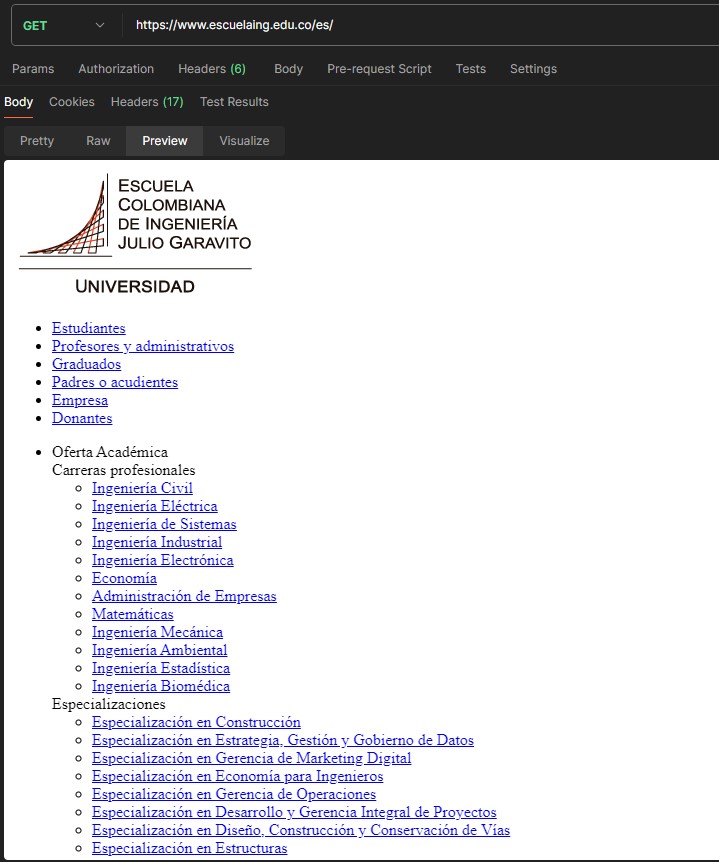 GET https://www.escuelaing.edu.co/es/
Params Authorization Headers (6) Body Pre-request Script Tests Settings
Body Cookies Headers (17) Test Results
Pretty Raw Preview Visualize
ESCUELA
COLOMBIANA
DE INGENIERÍA
JULIO GARAVITO
UNIVERSIDAD
Estudiantes
Profesores y administrativos
Graduados
Padres o acudientes
Empresa
Donantes
Oferta Académica
Carreras profesionales
Ingeniería Civil
Ingeniería Eléctrica
Ingeniería de Sistemas
Ingeniería Industrial
Ingeniería Electrónica
Economía
Administración de Empresas
Matemáticas
Ingeniería Mecánica
Ingeniería Ambiental
Ingeniería Estadística
Ingeniería Biomédica
Especializaciones
Especialización en Construcción
Especialización en Estrategia, Gestión y Gobierno de Datos
Especialización en Gerencia de Marketing Digital
Especialización en Economía para Ingenieros
Especialización en Gerencia de Operaciones
Especialización en Desarrollo y Gerencia Integral de Proyectos
Especialización en Diseño, Construcción y Conservación de Vías
Especialización en Estructuras